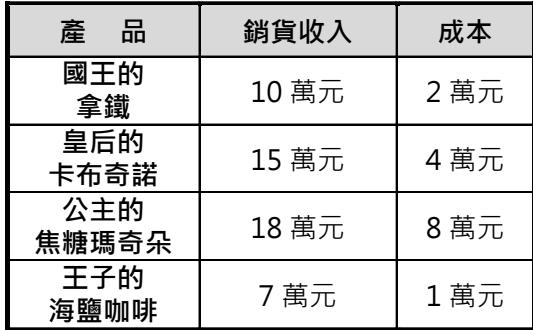 產 品 銷貨收入 成本
國王的
拿鐵 10 萬元 2 萬元
皇后的
卡布奇諾 15 萬元 4 萬元
公主的
焦糖瑪奇朵 18 萬元 8 萬元
王子的
海鹽咖啡 7 萬元 1 萬元